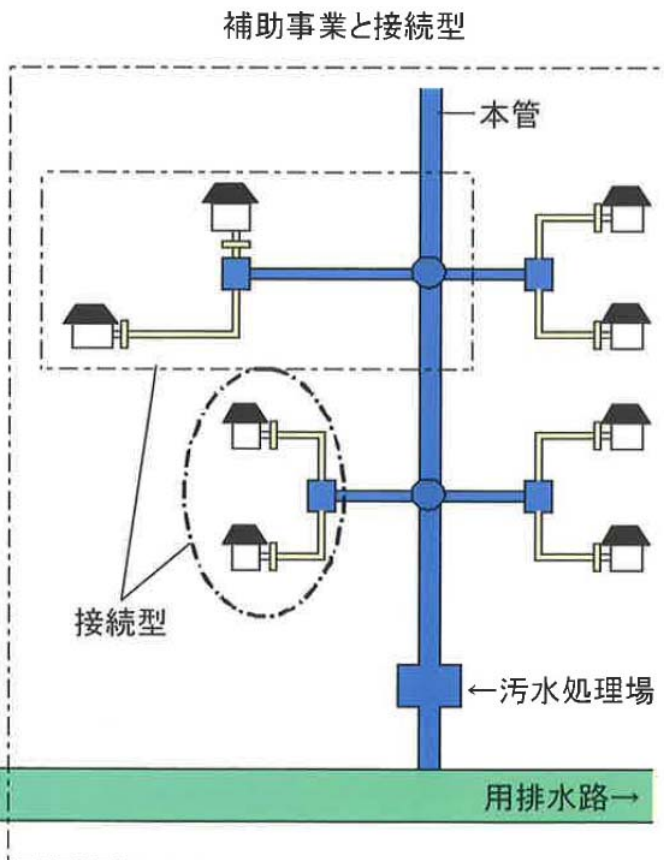 補助事業と接続型
本管
接続型
←汚水処理場
用排水路→